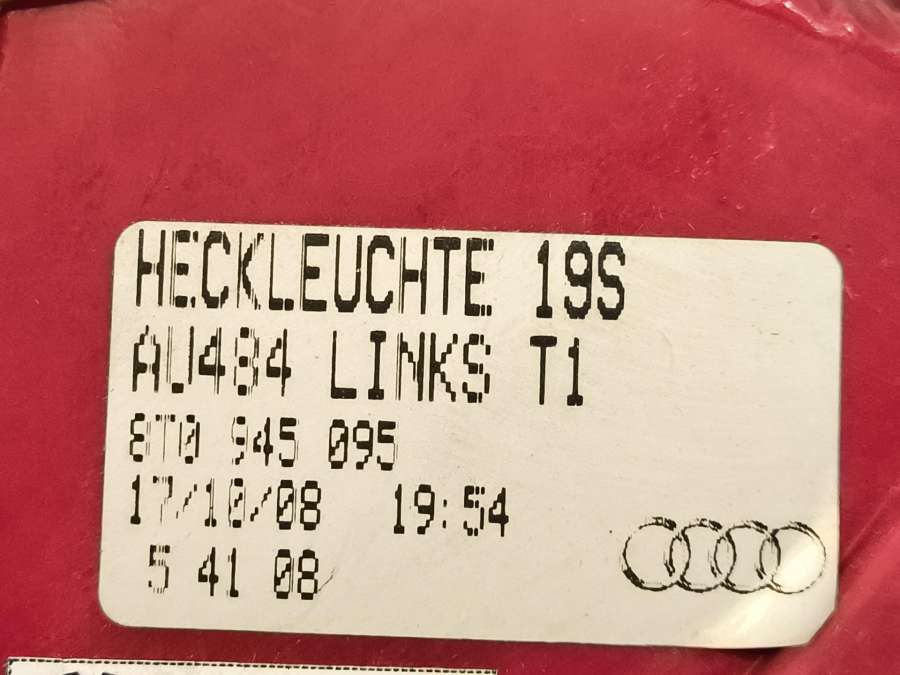 HECKLEUCHTE 19S
AU484 LINKS T1
8T0 945 095
17/10/08 19:54
5 41 08